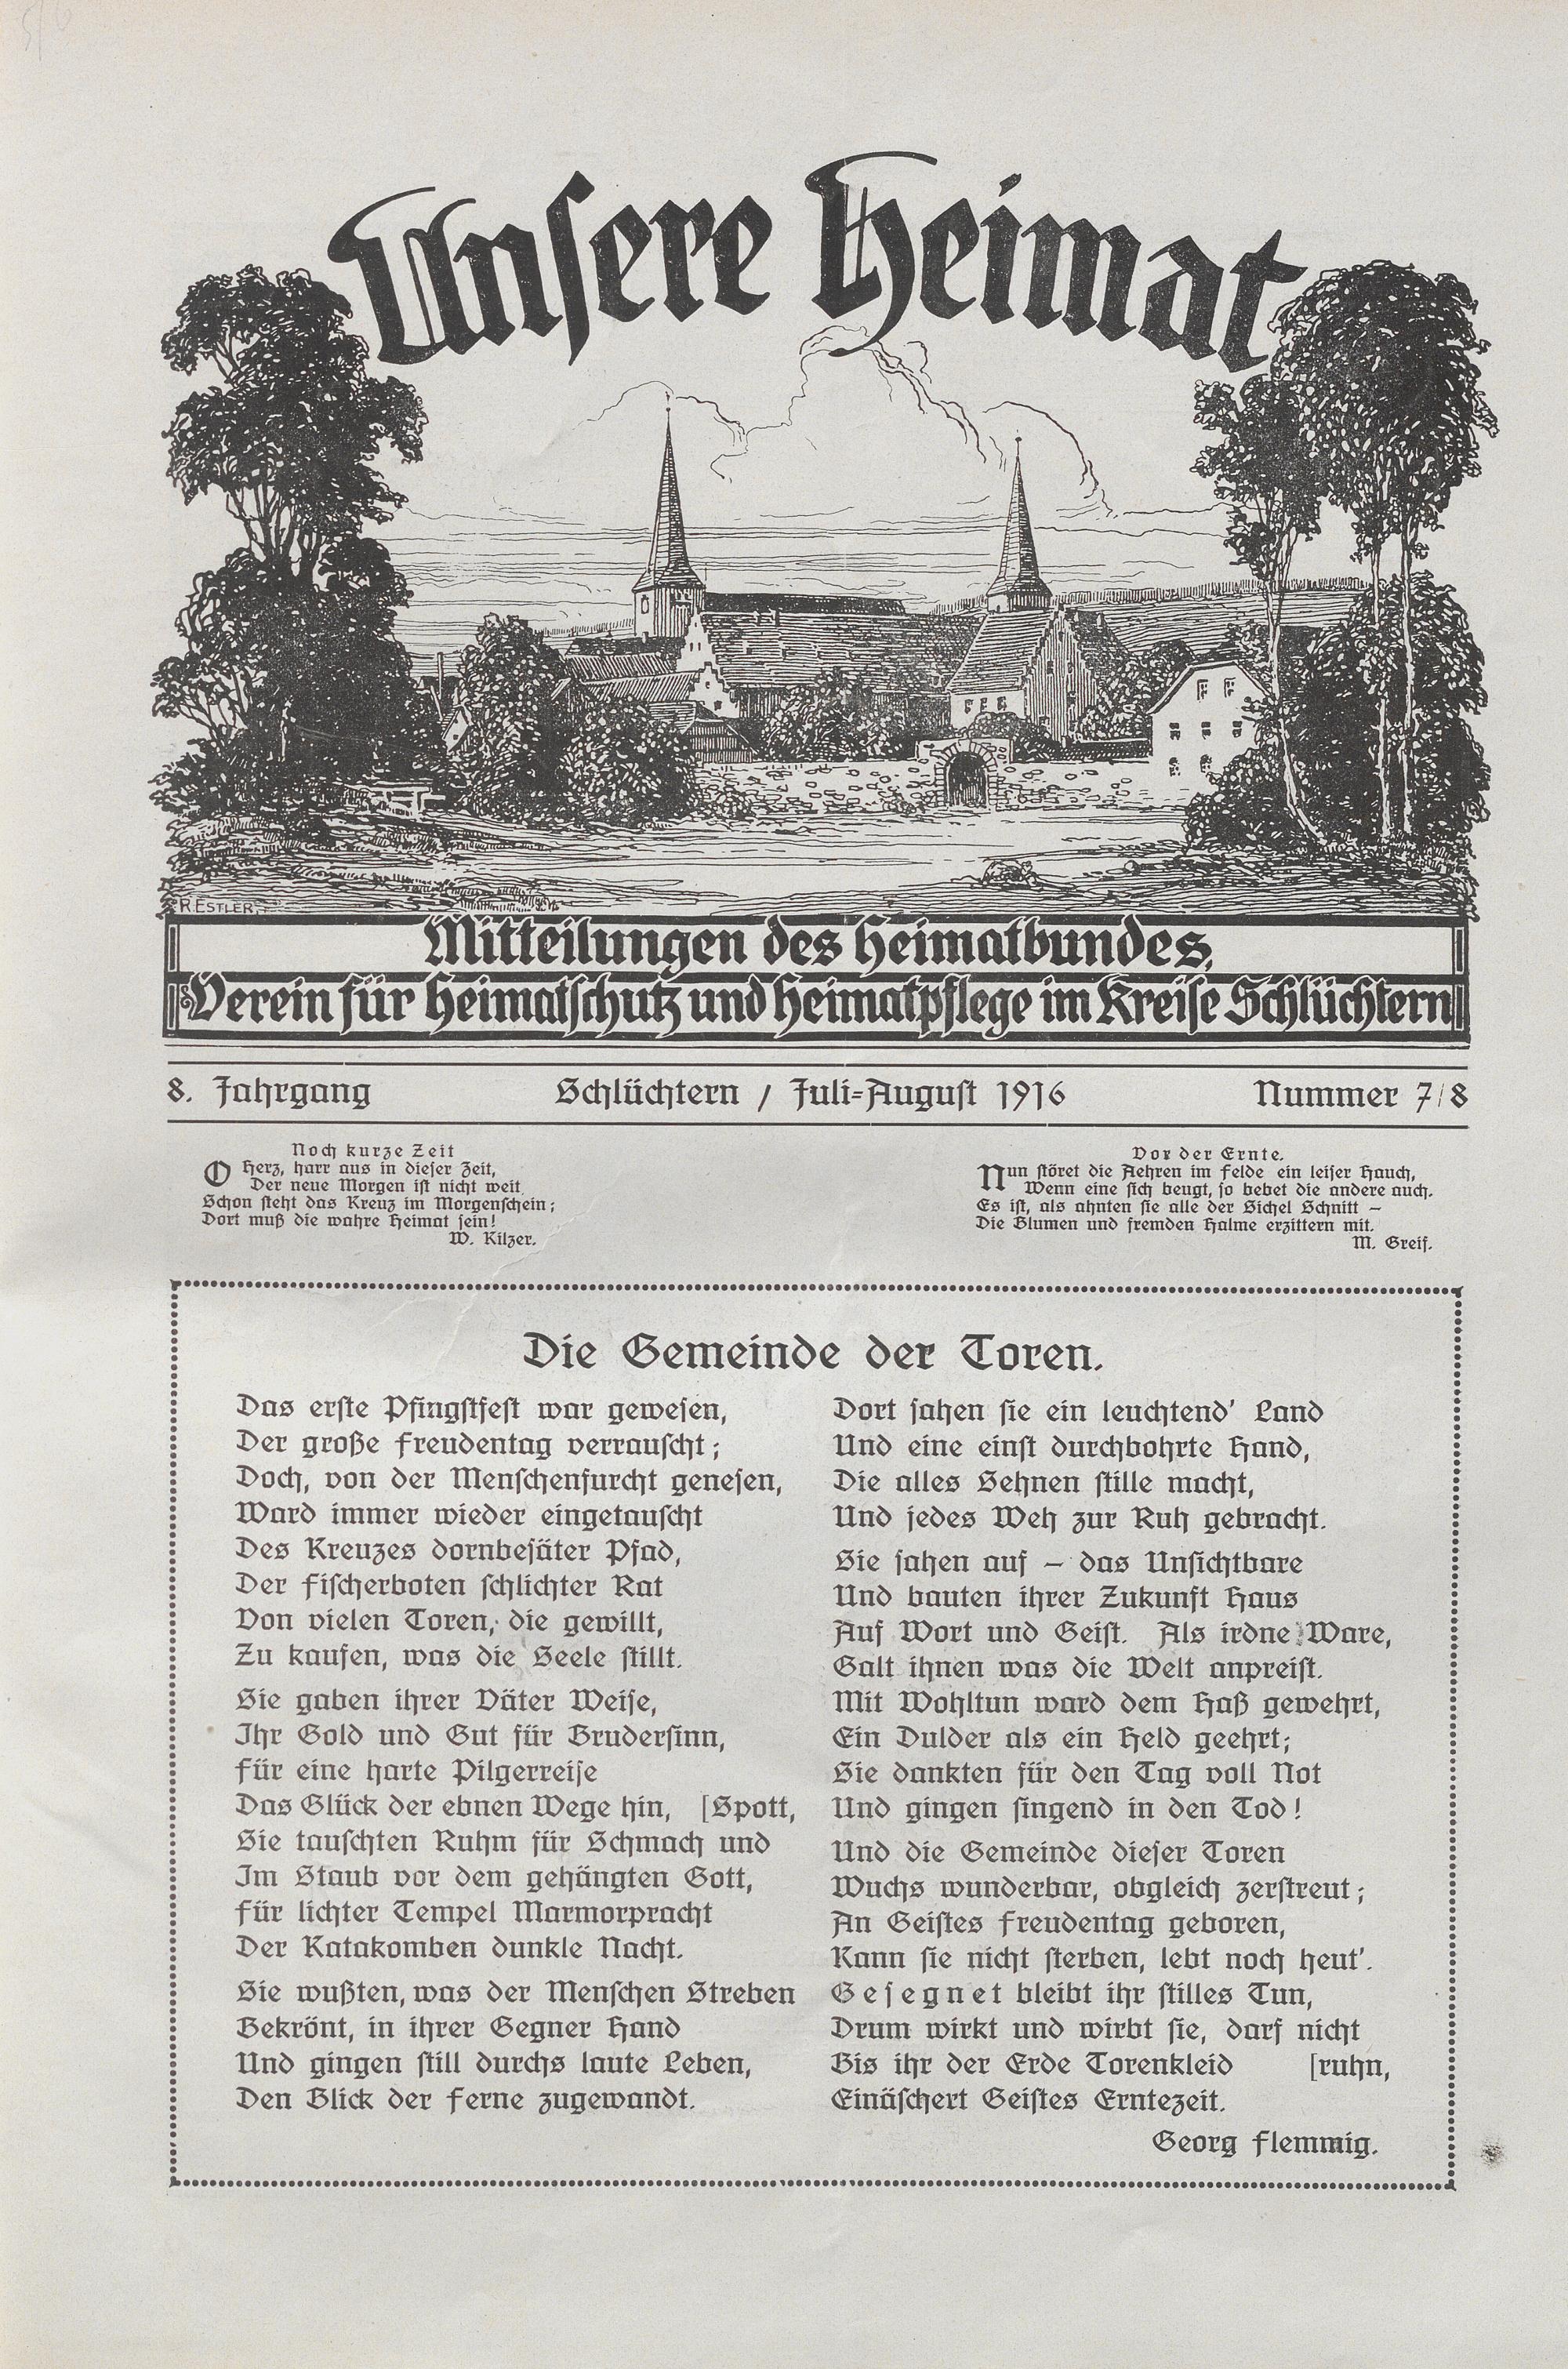 Unsere Heimat
R. ESTLER
Mitteilungen des Heimatbundes,
Verein für Heimatschutz und Heimatpflege im Kreise Schlüchtern
8. Jahrgang Schlüchtern / Juli-August 1916 Nummer 7/8
Noch kurze Zeit
O Herz, harr aus in dieser Zeit,
Der neue Morgen ist nicht weit,
Schon steht das Kreuz im Morgenschein;
Dort muß die wahre Heimat sein!
W. Kilzer.
Vor der Ernte.
Nun störet die Aehren im Felde ein leiser Hauch,
Wenn eine sich beugt, so bebet die andere auch.
Es ist, als ahnten sie alle der Sichel Schnitt —
Die Blumen und fremden Halme erzittern mit.
M. Greif.
Die Gemeinde der Toren.
Das erste Pfingstfest war gewesen,
Der große Freudentag verrauscht;
Doch, von der Menschenfurcht genesen,
Ward immer wieder eingetauscht
Des Kreuzes dornbesäter Pfad,
Der Fischerboten schlichter Rat
Von vielen Toren, die gewillt,
Zu kaufen, was die Seele stillt.
Sie gaben ihrer Väter Weise,
Ihr Gold und Gut für Brudersinn,
Für eine harte Pilgerreise
Das Glück der ebnen Wege hin, [Spott,
Sie tauschten Ruhm für Schmach und
Im Staub vor dem gehängten Gott,
Für lichter Tempel Marmorpracht
Der Katakomben dunkle Nacht.
Sie wußten, was der Menschen Streben
Bekrönt, in ihrer Gegner Hand
Und gingen still durchs laute Leben,
Den Blick der Ferne zugewandt.
Dort sahen sie ein leuchtend' Land
Und eine einst durchbohrte Hand,
Die alles Sehnen stille macht,
Und jedes Weh zur Ruh gebracht.
Sie sahen auf — das Unsichtbare
Und bauten ihrer Zukunft Haus
Auf Wort und Geist. Als irdne Ware,
Galt ihnen was die Welt anpreist.
Mit Wohltun ward dem Haß gewehrt,
Ein Dulder als ein Held geehrt;
Sie dankten für den Tag voll Not
Und gingen singend in den Tod!
Und die Gemeinde dieser Toren
Wuchs wunderbar, obgleich zerstreut;
An Geistes Freudentag geboren,
Kann sie nicht sterben, lebt noch heut'.
Gesegnet bleibt ihr stilles Tun,
Drum wirkt und wirbt sie, darf nicht
Bis ihr der Erde Torenkleid [ruhn,
Einäschert Geistes Erntezeit.
Georg Flemmig.